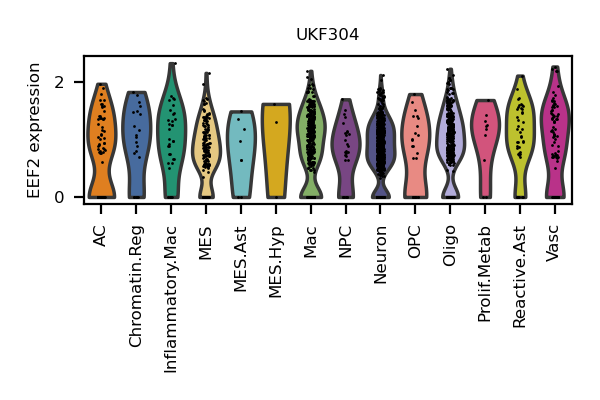 UKF304
EEF2 expression
2
0
AC
Chromatin.Reg
Inflammatory.Mac
MES
MES.Ast
MES.Hyp
Mac
NPC
Neuron
OPC
Oligo
Prolif.Metab
Reactive.Ast
Vasc